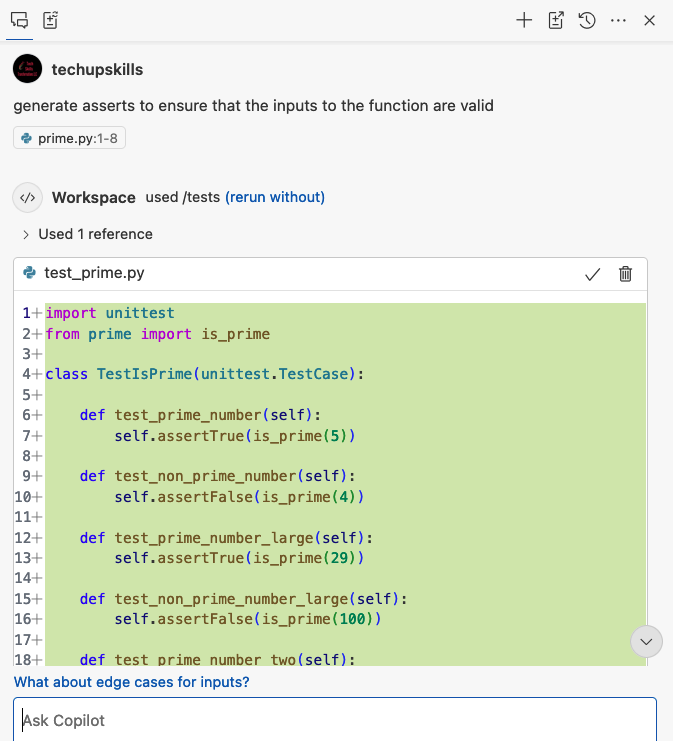 techupskills
generate asserts to ensure that the inputs to the function are valid
prime.py:1-8
Workspace used /tests (rerun without)
Used 1 reference
test_prime.py
1+ import unittest
2+ from prime import is_prime
3+
4+ class TestIsPrime(unittest.TestCase):
5+
6+     def test_prime_number(self):
7+         self.assertTrue(is_prime(5))
8+
9+     def test_non_prime_number(self):
10+         self.assertFalse(is_prime(4))
11+
12+     def test_prime_number_large(self):
13+         self.assertTrue(is_prime(29))
14+
15+     def test_non_prime_number_large(self):
16+         self.assertFalse(is_prime(100))
17+
18+     def test_prime_number_two(self):
What about edge cases for inputs?
Ask Copilot